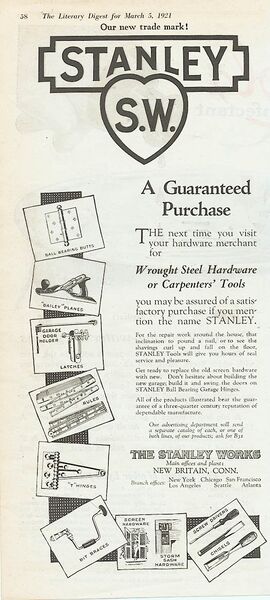 58 The Literary Digest for March 5, 1921
Our new trade mark!
STANLEY
S.W.
A Guaranteed
Purchase
THE next time you visit
your hardware merchant
for
Wrought Steel Hardware
or Carpenters' Tools
you may be assured of a satis-
factory purchase if you men-
tion the name STANLEY.
For the repair work around the house, that
inclination to pound a nail, or to see the
shavings curl up and fall on the floor,
STANLEY Tools will give you hours of real
service and pleasure.
Get ready to replace the old screen hardware
with new. Don't hesitate about building the
new garage; build it and swing the doors on
STANLEY Ball Bearing Garage Hinges.
All of the products illustrated bear the guar-
antee of a three-quarter century reputation of
dependable manufacture.
Our advertising department will send
a separate catalog of each, or one of
both lines, of our products; ask for B32
THE STANLEY WORKS
Main offices and plants:
NEW BRITAIN, CONN.
Branch offices: New York Chicago San Francisco
Los Angeles Seattle Atlanta
BALL BEARING BUTTS
"BAILEY" PLANES
GARAGE
DOOR
HOLDER
LATCHES
RULES
"T" HINGES
BIT BRACES
SCREEN
HARDWARE
STORM
SASH
HARDWARE
SCREW DRIVERS
CHISELS